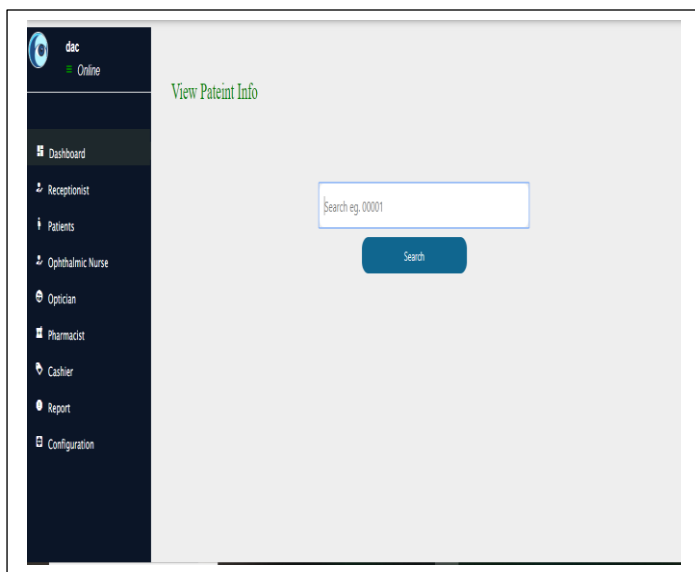 dac
Online
View Pateint Info
Dashboard
Receptionist
Patients
Ophthalmic Nurse
Optician
Pharmacist
Cashier
Report
Configuration
Search eg. 00001
Search